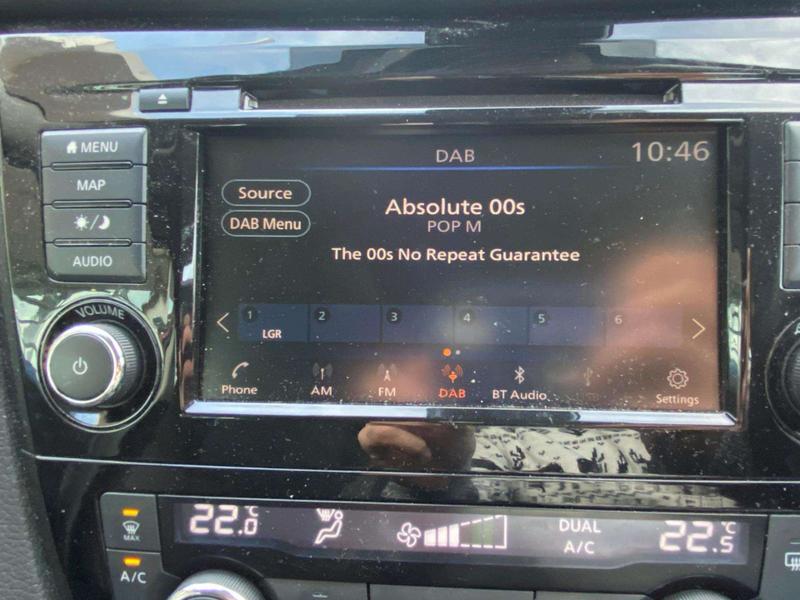 MENU
MAP
AUDIO
VOLUME
DAB
10:46
Source
DAB Menu
Absolute 00s
POP M
The 00s No Repeat Guarantee
1
LGR
2
3
4
5
6
Phone
AM
FM
DAB
BT Audio
Settings
MAX
A/C
22.0 °C
DUAL
A/C
22.5 °C